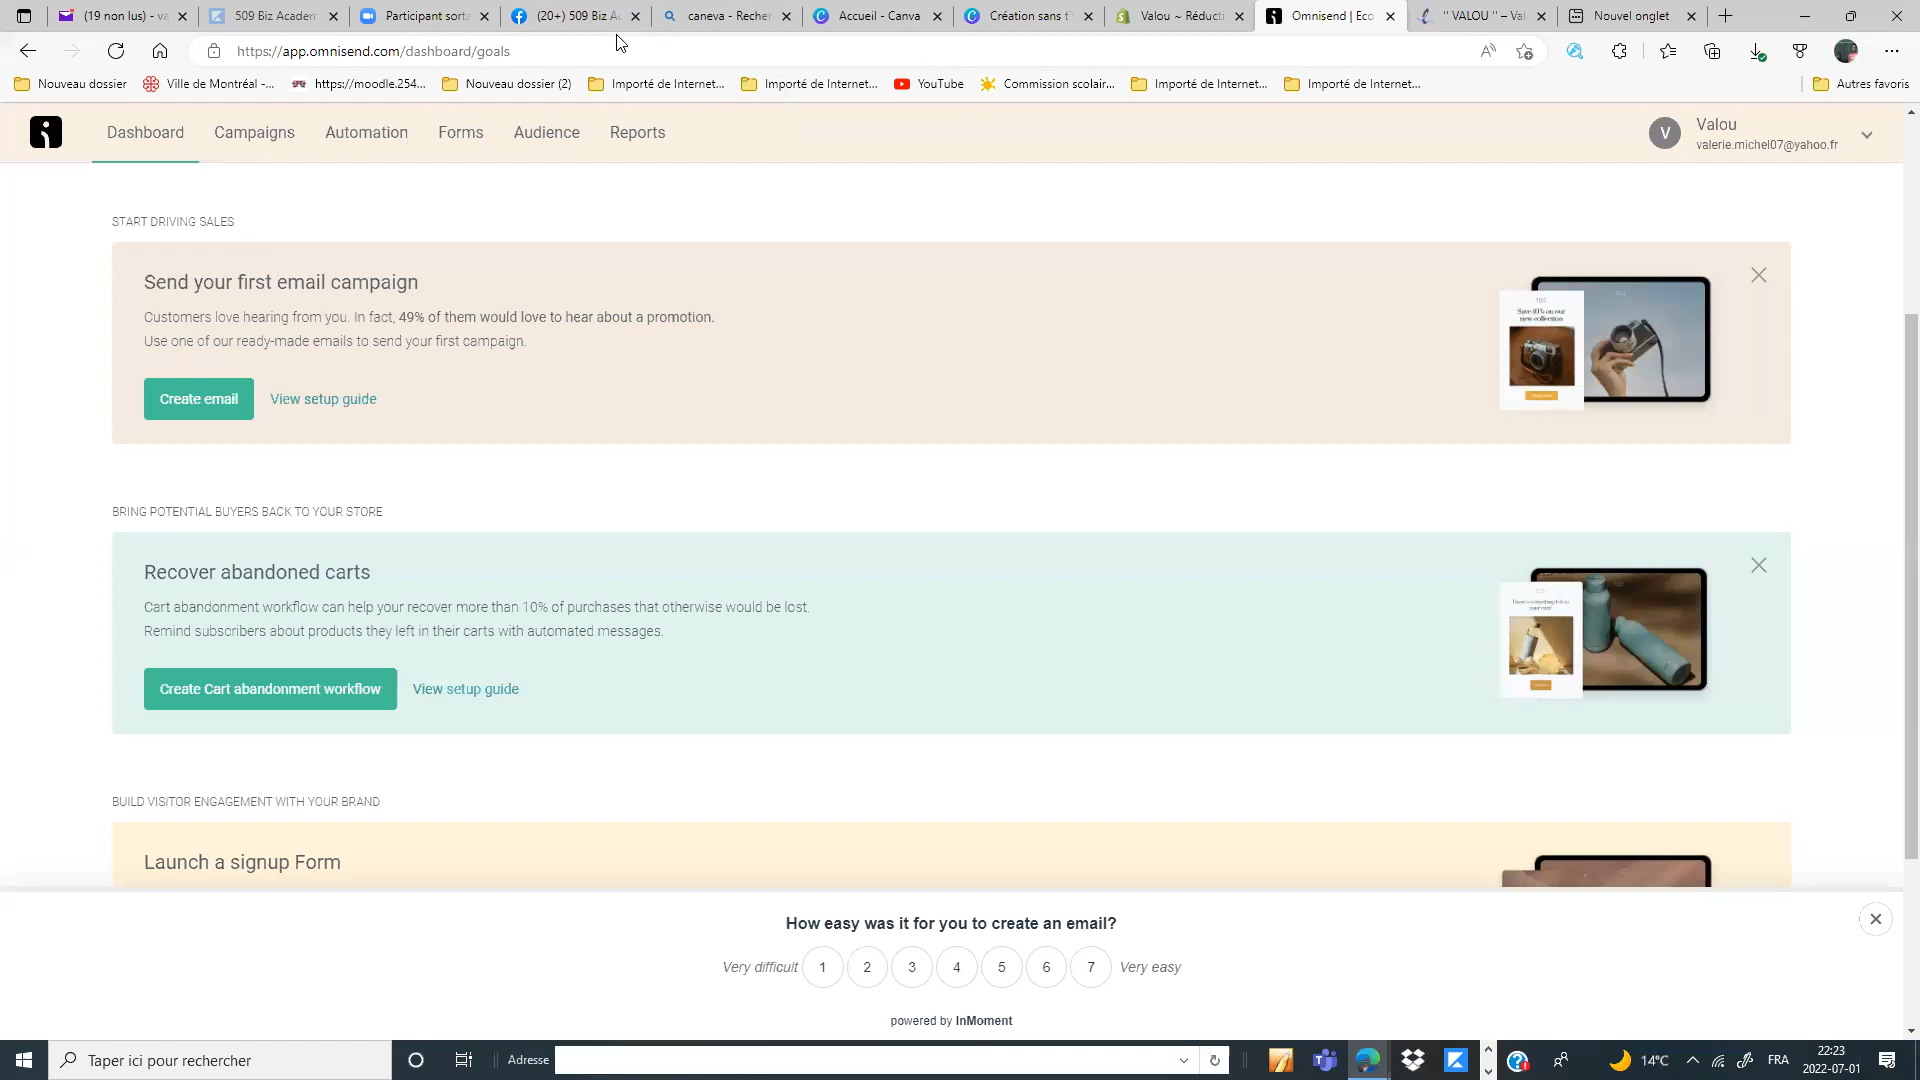 (19 non lus) - va
509 Biz Academ
Participant sorta
(20+) 509 Biz Ac
caneva - Recher
Accueil - Canva
Création sans ti
Valou ~ Réducti
Omnisend | Eco
" VALOU " – Val
Nouvel onglet
https://app.omnisend.com/dashboard/goals
Nouveau dossier
Ville de Montréal -...
https://moodle.254...
Nouveau dossier (2)
Importé de Internet...
Importé de Internet...
YouTube
Commission scolair...
Importé de Internet...
Importé de Internet...
Autres favoris
Dashboard
Campaigns
Automation
Forms
Audience
Reports
V
Valou
valerie.michel07@yahoo.fr
START DRIVING SALES
Send your first email campaign
Customers love hearing from you. In fact, 49% of them would love to hear about a promotion.
Use one of our ready-made emails to send your first campaign.
Create email
View setup guide
Save 10% on our
new collection
BRING POTENTIAL BUYERS BACK TO YOUR STORE
Recover abandoned carts
Cart abandonment workflow can help your recover more than 10% of purchases that otherwise would be lost.
Remind subscribers about products they left in their carts with automated messages.
Create Cart abandonment workflow
View setup guide
BUILD VISITOR ENGAGEMENT WITH YOUR BRAND
Launch a signup Form
How easy was it for you to create an email?
Very difficult
1
2
3
4
5
6
7
Very easy
powered by InMoment
Taper ici pour rechercher
Adresse
14°C
FRA
22:23
2022-07-01